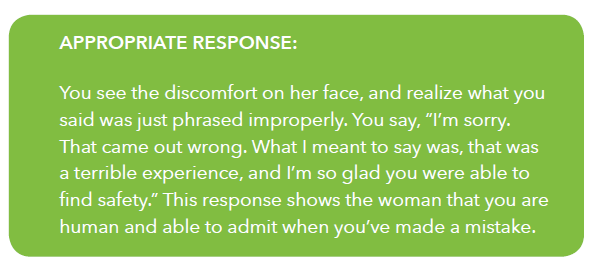 APPROPRIATE RESPONSE:
You see the discomfort on her face, and realize what you
said was just phrased improperly. You say, “I’m sorry.
That came out wrong. What I meant to say was, that was
a terrible experience, and I’m so glad you were able to
find safety.” This response shows the woman that you are
human and able to admit when you’ve made a mistake.